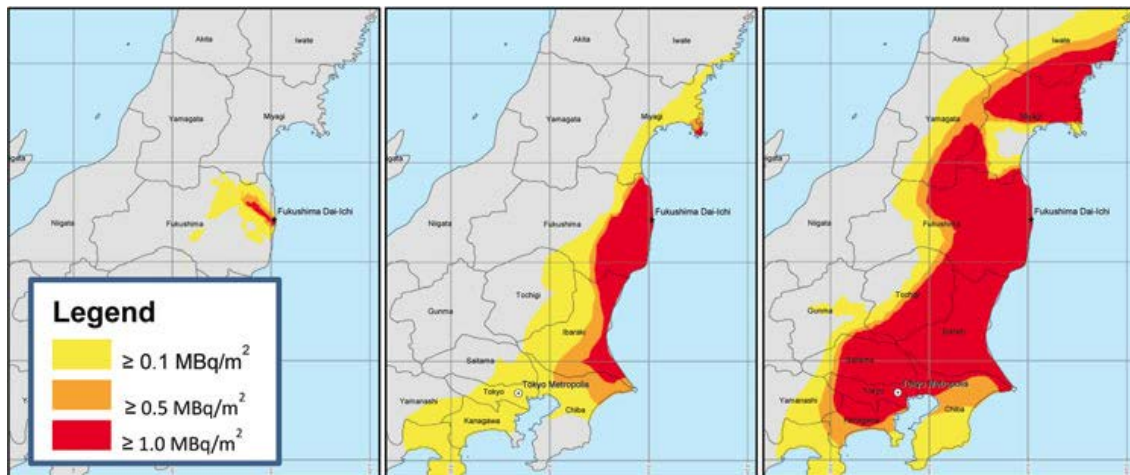 Akita
Iwate
Yamagata
Miyagi
Niigata
Fukushima
Fukushima Dai-Ichi
Legend
≥ 0.1 MBq/m²
≥ 0.5 MBq/m²
≥ 1.0 MBq/m²
Akita
Iwate
Yamagata
Miyagi
Niigata
Fukushima
Fukushima Dai-Ichi
Tochigi
Gunma
Ibaraki
Saitama
Tokyo
Tokyo Metropolis
Yamanashi
Kanagawa
Chiba
Akita
Iwate
Yamagata
Miyagi
Niigata
Fukushima
Fukushima Dai-Ichi
Tochigi
Gunma
Ibaraki
Saitama
Tokyo
Tokyo Metropolis
Yamanashi
Kanagawa
Chiba